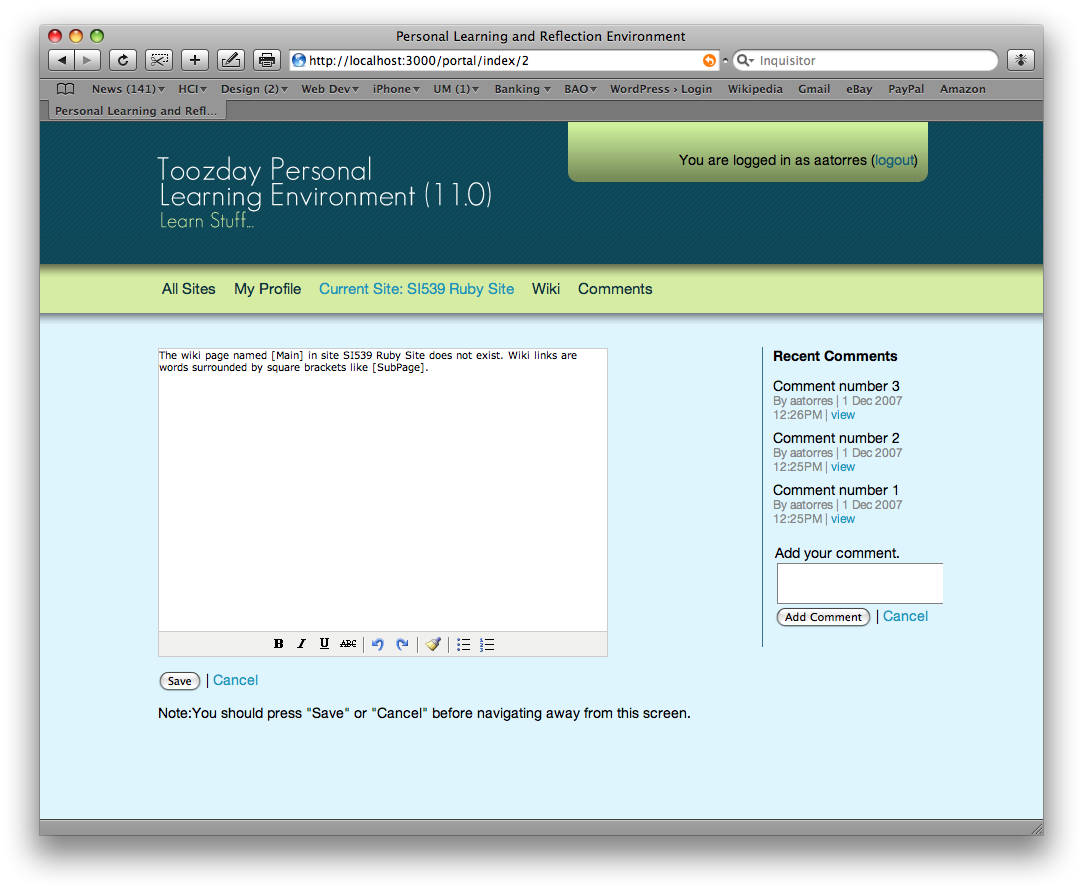 Personal Learning and Reflection Environment
http://localhost:3000/portal/index/2
Inquisitor
News (141) HCI Design (2) Web Dev iPhone UM (1) Banking BAO WordPress › Login Wikipedia Gmail eBay PayPal Amazon
Personal Learning and Refl...
You are logged in as aatorres (logout)
Toozday Personal
Learning Environment (11.0)
Learn Stuff...
All Sites My Profile Current Site: SI539 Ruby Site Wiki Comments
The wiki page named [Main] in site SI539 Ruby Site does not exist. Wiki links are
words surrounded by square brackets like [SubPage].
B I U ABC
Save | Cancel
Note:You should press "Save" or "Cancel" before navigating away from this screen.
Recent Comments
Comment number 3
By aatorres | 1 Dec 2007
12:26PM | view
Comment number 2
By aatorres | 1 Dec 2007
12:25PM | view
Comment number 1
By aatorres | 1 Dec 2007
12:25PM | view
Add your comment.
Add Comment | Cancel